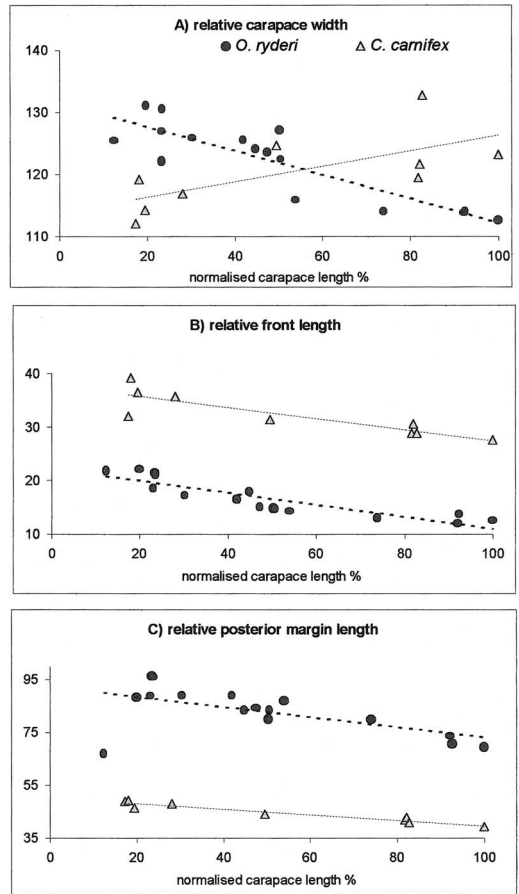 A) relative carapace width
O. ryderi C. carnifex
140
130
120
110
0 20 40 60 80 100
normalised carapace length %
B) relative front length
40
30
20
10
0 20 40 60 80 100
normalised carapace length %
C) relative posterior margin length
95
75
55
35
0 20 40 60 80 100
normalised carapace length %